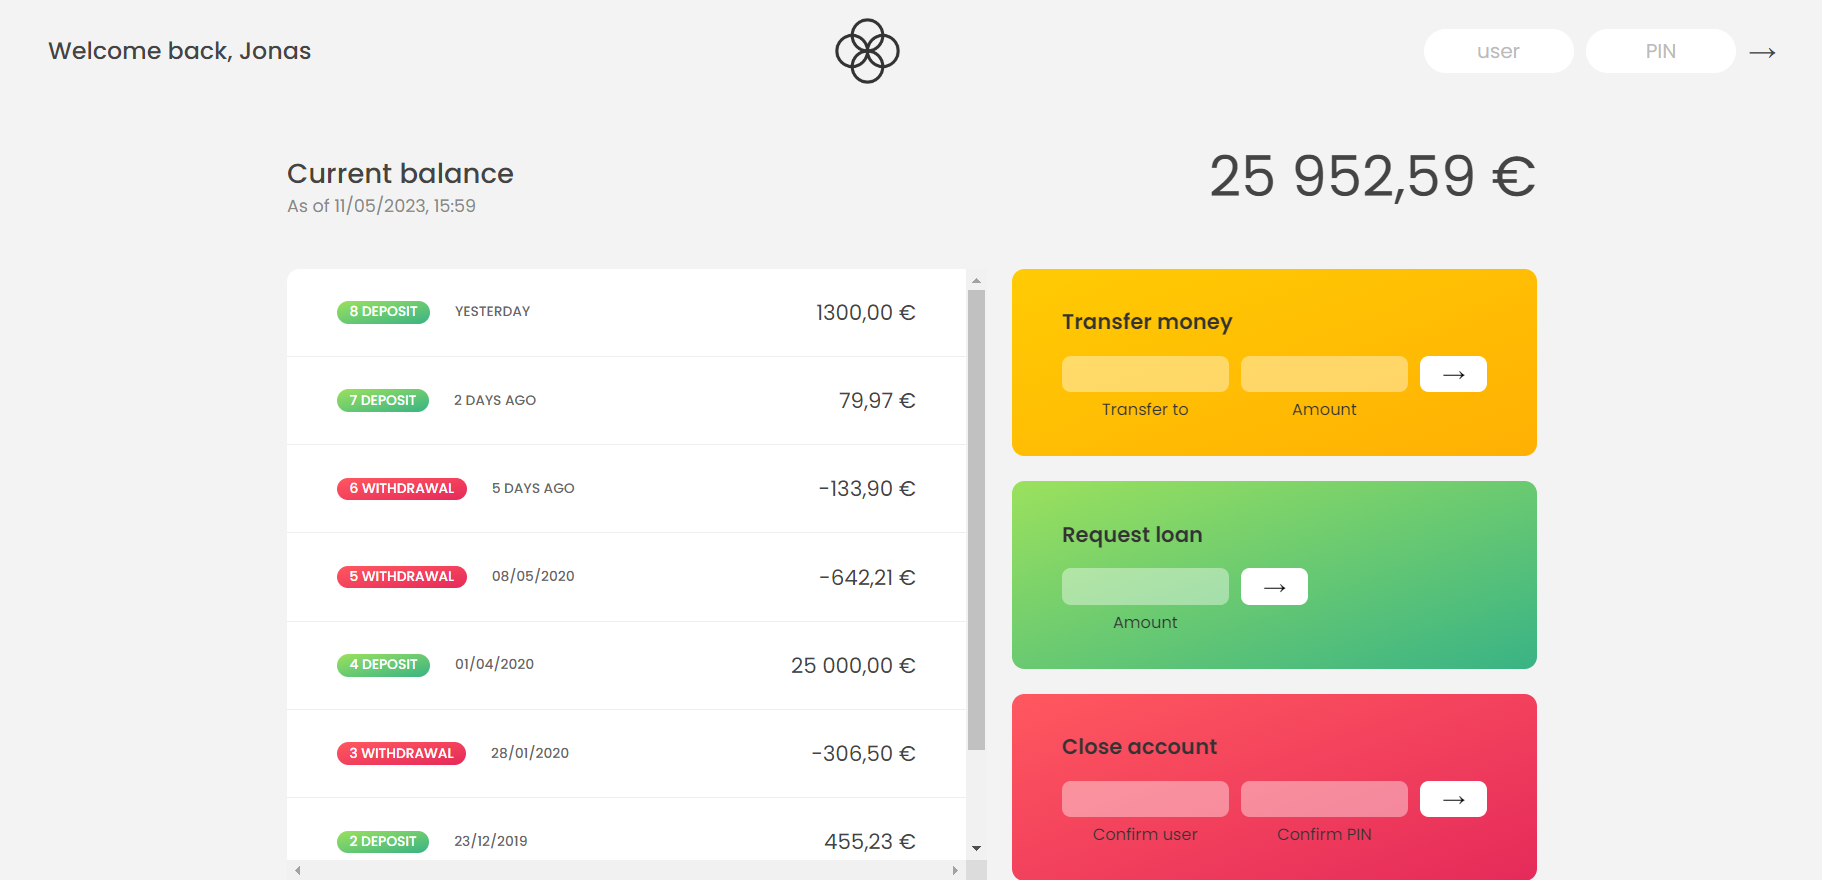 Welcome back, Jonas
user
PIN
→
Current balance
As of 11/05/2023, 15:59
25 952,59 €
8 DEPOSIT YESTERDAY 1300,00 €
7 DEPOSIT 2 DAYS AGO 79,97 €
6 WITHDRAWAL 5 DAYS AGO -133,90 €
5 WITHDRAWAL 08/05/2020 -642,21 €
4 DEPOSIT 01/04/2020 25 000,00 €
3 WITHDRAWAL 28/01/2020 -306,50 €
2 DEPOSIT 23/12/2019 455,23 €
Transfer money
→
Transfer to Amount
Request loan
→
Amount
Close account
→
Confirm user Confirm PIN